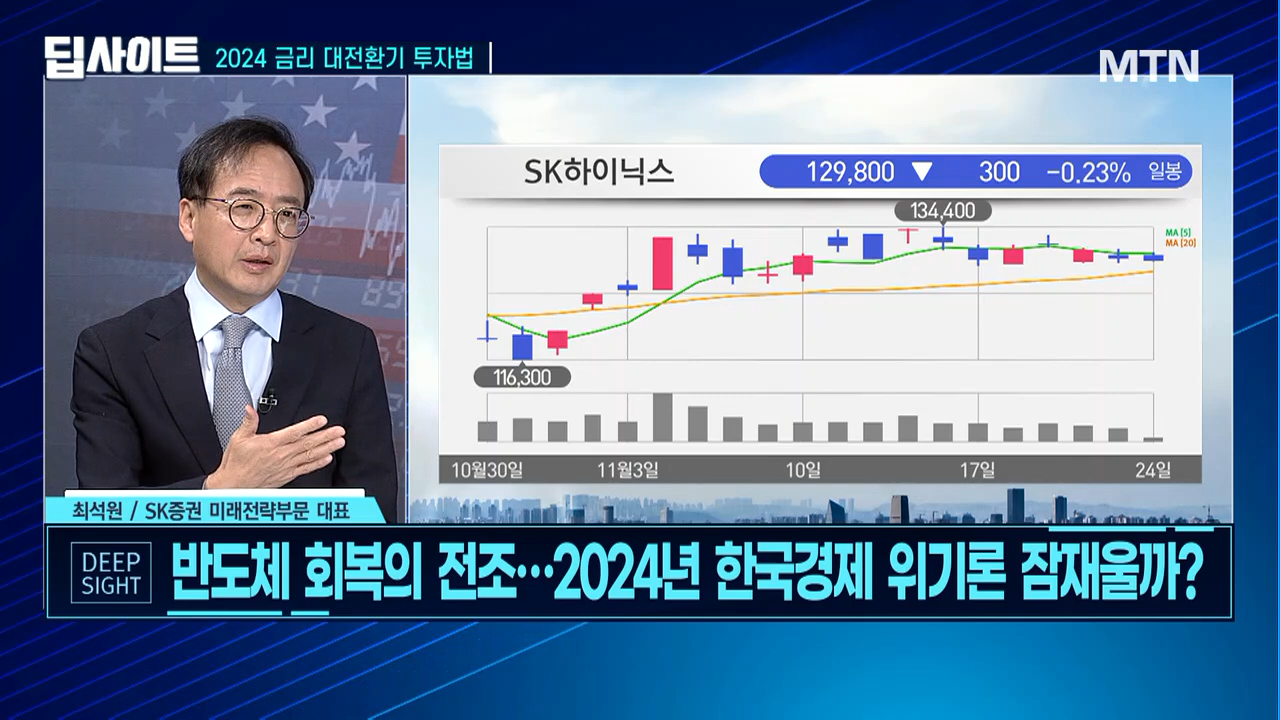 딥사이트 2024 금리 대전환기 투자법
MTN
SK하이닉스 129,800 ▼ 300 -0.23% 일봉
134,400
MA [5]
MA [20]
116,300
10월30일 11월3일 10일 17일 24일
최석원 / SK증권 미래전략부문 대표
DEEP SIGHT
반도체 회복의 전조…2024년 한국경제 위기론 잠재울까?